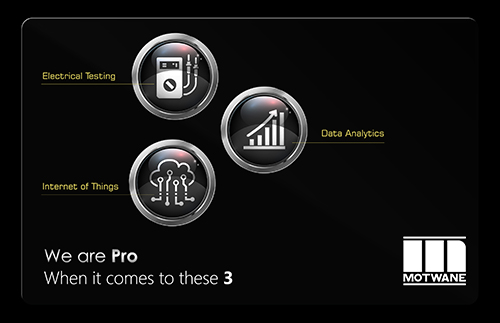 Electrical Testing
Data Analytics
Internet of Things
We are Pro
When it comes to these 3
MOTWANE